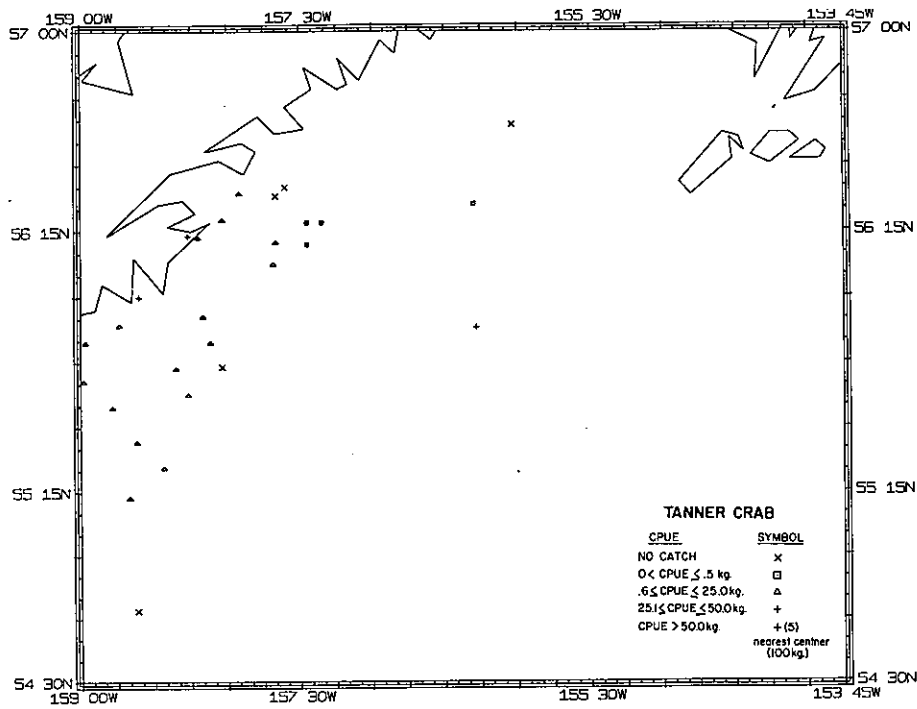 159 00W 157 30W 155 30W 153 45W
57 00N 57 00N
56 15N 56 15N
55 15N 55 15N
TANNER CRAB
CPUE SYMBOL
NO CATCH ×
0 < CPUE ≤ .5 kg. □
.6 ≤ CPUE ≤ 25.0 kg. △
25.1 ≤ CPUE ≤ 50.0 kg. +
CPUE > 50.0 kg. + (5)
nearest centner
(100 kg.)
54 30N 54 30N
159 00W 157 30W 155 30W 153 45W